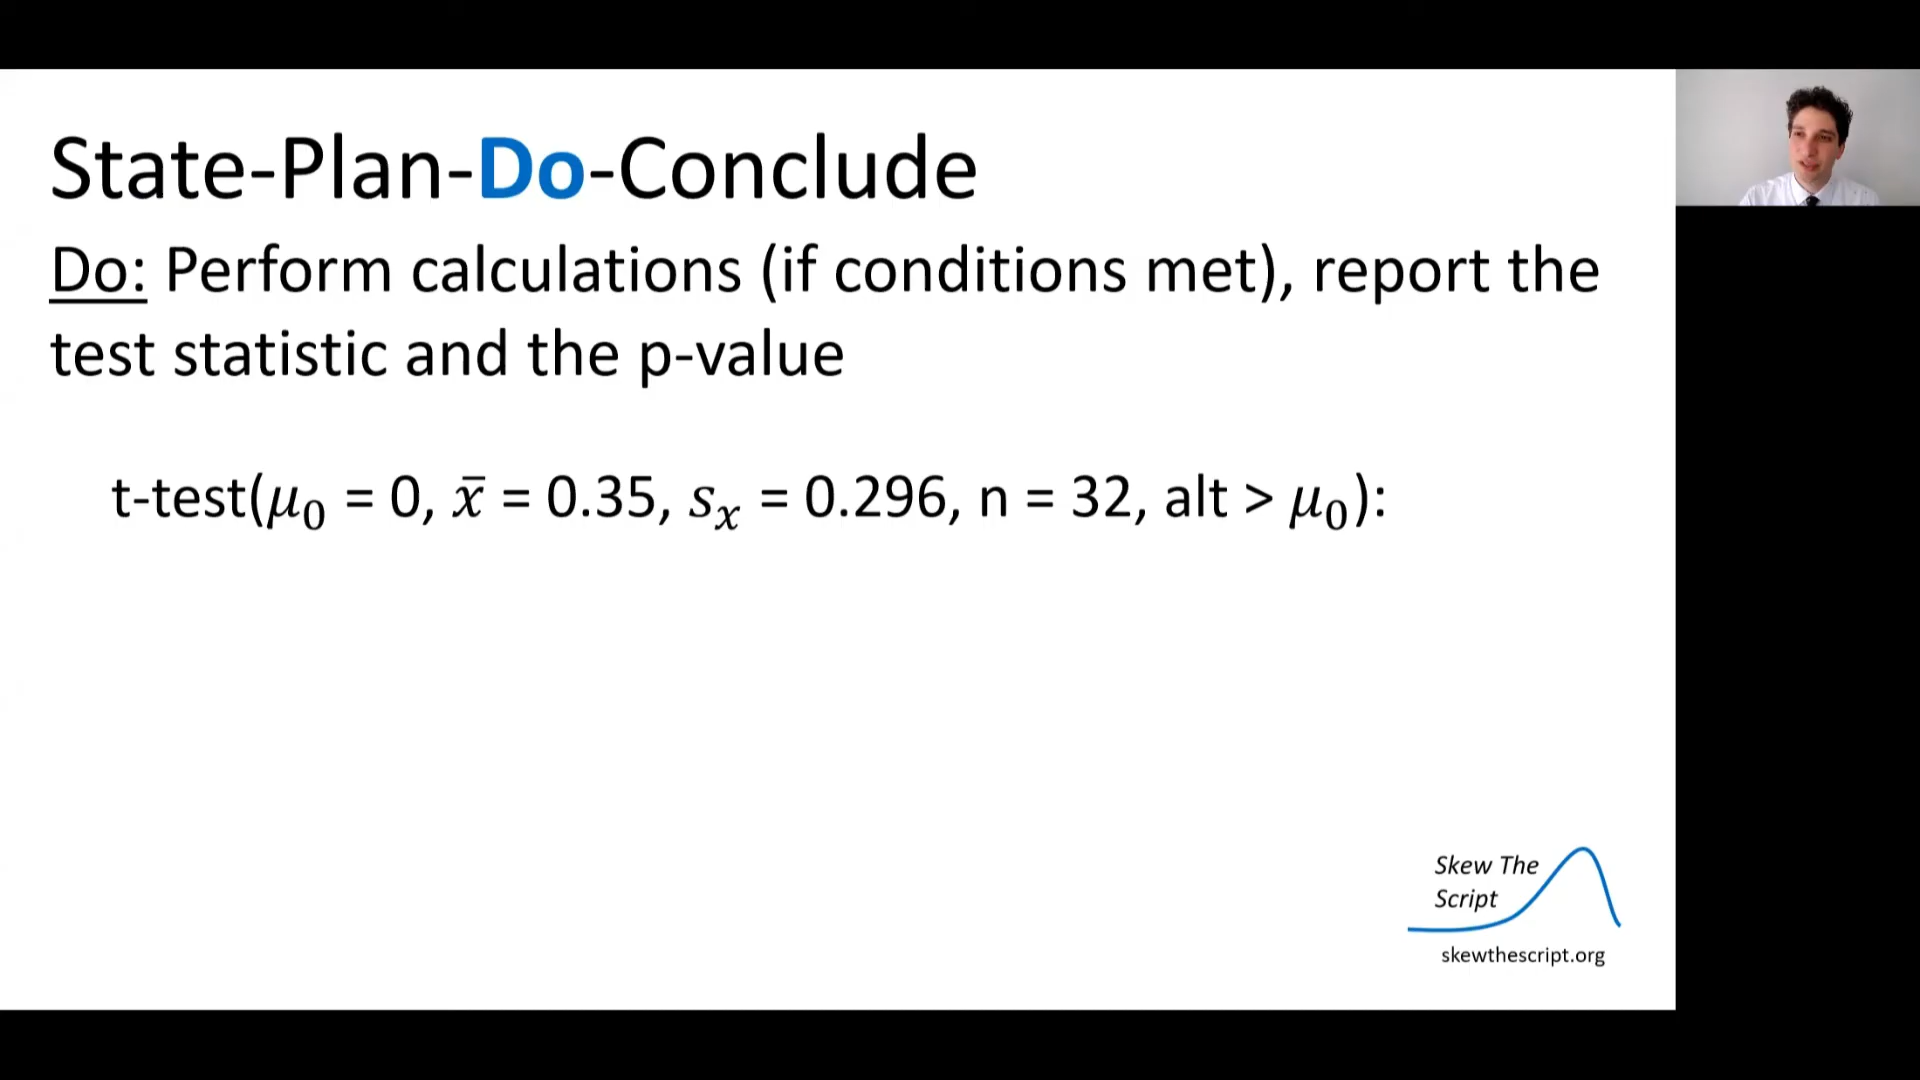 State-Plan-Do-Conclude
Do: Perform calculations (if conditions met), report the
test statistic and the p-value
t-test(μ₀ = 0, x̄ = 0.35, sₓ = 0.296, n = 32, alt > μ₀):
Skew The
Script
skewthescript.org